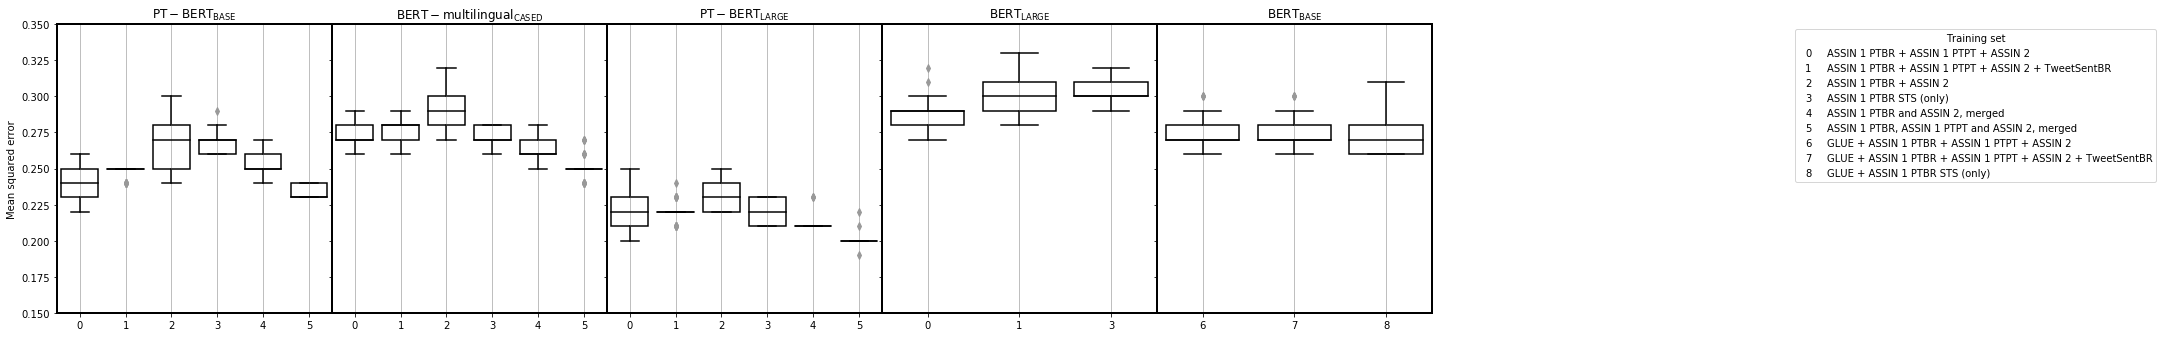 PT − BERT_BASE
BERT − multilingual_CASED
PT − BERT_LARGE
BERT_LARGE
BERT_BASE
Mean squared error
0.350
0.325
0.300
0.275
0.250
0.225
0.200
0.175
0.150
0 1 2 3 4 5
0 1 2 3 4 5
0 1 2 3 4 5
0 1 3
6 7 8
Training set
0 ASSIN 1 PTBR + ASSIN 1 PTPT + ASSIN 2
1 ASSIN 1 PTBR + ASSIN 1 PTPT + ASSIN 2 + TweetSentBR
2 ASSIN 1 PTBR + ASSIN 2
3 ASSIN 1 PTBR STS (only)
4 ASSIN 1 PTBR and ASSIN 2, merged
5 ASSIN 1 PTBR, ASSIN 1 PTPT and ASSIN 2, merged
6 GLUE + ASSIN 1 PTBR + ASSIN 1 PTPT + ASSIN 2
7 GLUE + ASSIN 1 PTBR + ASSIN 1 PTPT + ASSIN 2 + TweetSentBR
8 GLUE + ASSIN 1 PTBR STS (only)